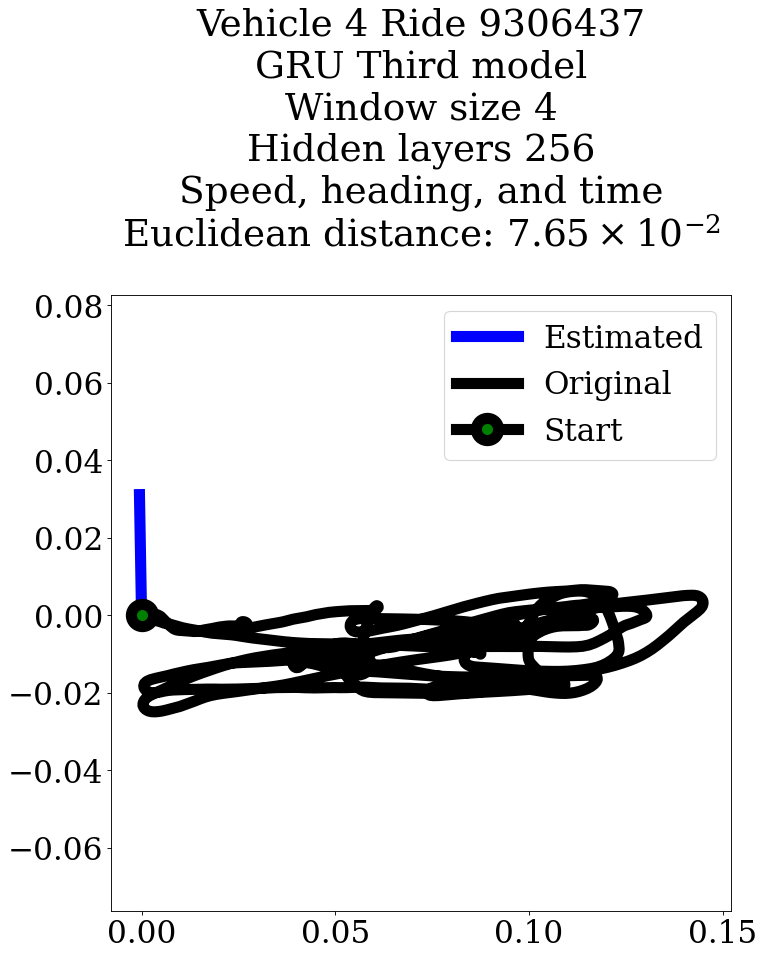 Vehicle 4 Ride 9306437
GRU Third model
Window size 4
Hidden layers 256
Speed, heading, and time
Euclidean distance: 7.65 × 10⁻²
0.08
0.06
0.04
0.02
0.00
−0.02
−0.04
−0.06
Estimated
Original
Start
0.00 0.05 0.10 0.15